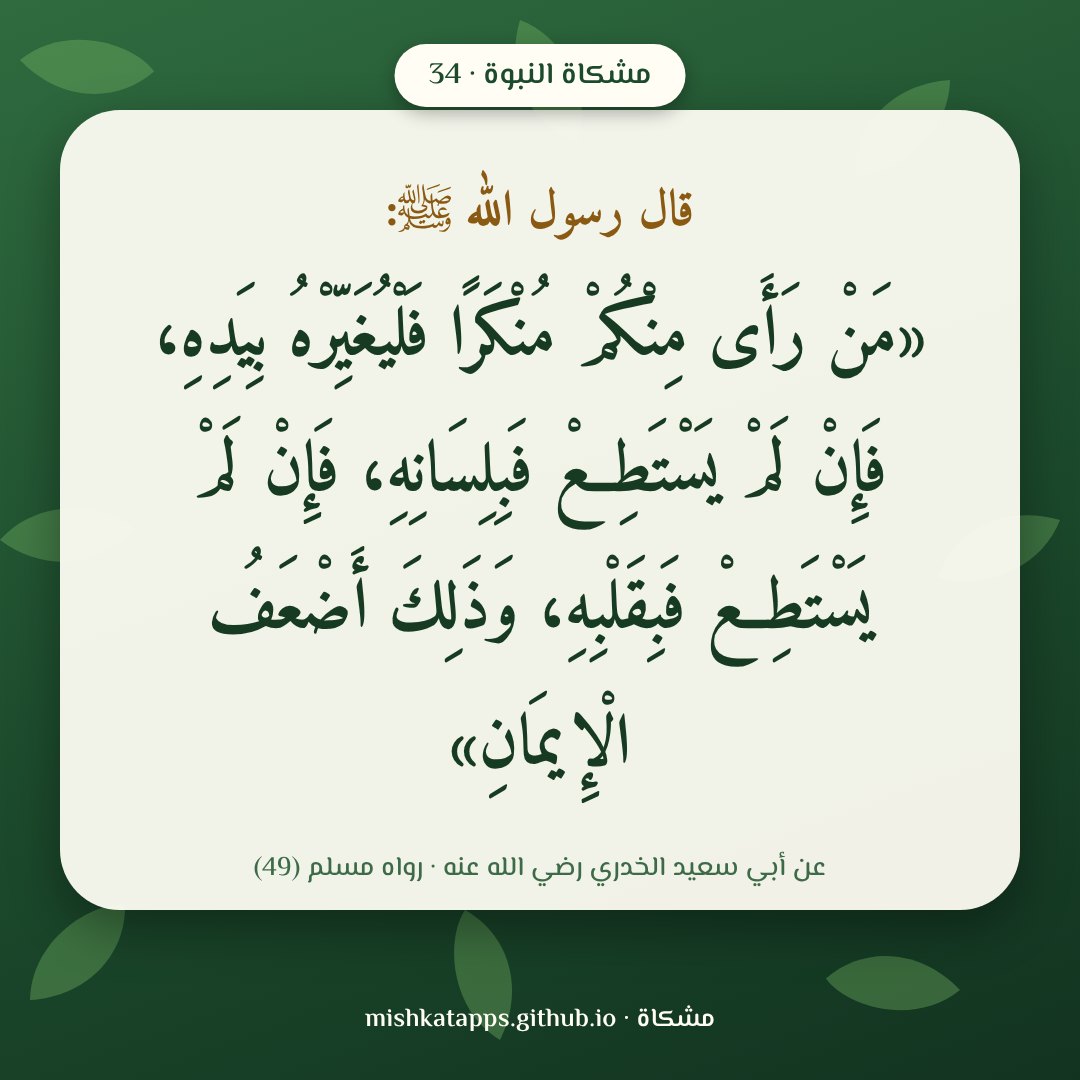 مشكاة النبوة · 34
قال رسول الله ﷺ:
«مَنْ رَأَى مِنْكُمْ مُنْكَرًا فَلْيُغَيِّرْهُ بِيَدِهِ،
فَإِنْ لَمْ يَسْتَطِعْ فَبِلِسَانِهِ، فَإِنْ لَمْ
يَسْتَطِعْ فَبِقَلْبِهِ، وَذَلِكَ أَضْعَفُ
الْإِيمَانِ»
عن أبي سعيد الخدري رضي الله عنه · رواه مسلم (49)
مشكاة · mishkatapps.github.io